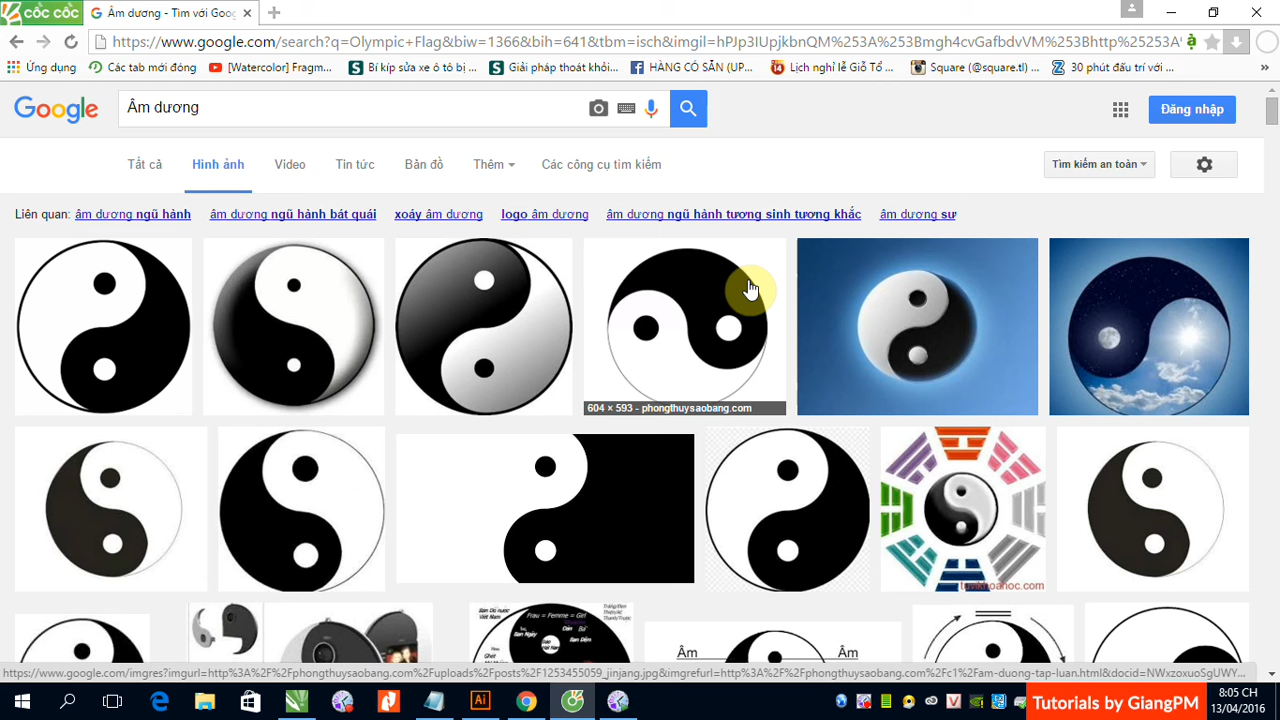 cốc cốc
Âm dương - Tìm với Goog
https://www.google.com/search?q=Olympic+Flag&biw=1366&bih=641&tbm=isch&imgil=hPJp3IUpjkbnQM%253A%253Bmgh4cvGafbdvVM%253Bhttp%25253A%
Ứng dụng
Các tab mới đóng
[Watercolor] Fragm...
Bí kíp sửa xe ô tô bị ...
Giải pháp thoát khỏi...
HÀNG CÓ SẴN (UP...
Lịch nghỉ lễ Giỗ Tổ ...
Square (@square.tl) ...
30 phút đấu trí với ...
Google
Âm dương
Đăng nhập
Tất cả
Hình ảnh
Video
Tin tức
Bản đồ
Thêm
Các công cụ tìm kiếm
Tìm kiếm an toàn
Liên quan: âm dương ngũ hành
âm dương ngũ hành bát quái
xoáy âm dương
logo âm dương
âm dương ngũ hành tương sinh tương khắc
âm dương sư
604 × 593 - phongthuysaobang.com
Frau = Femme = Get
Âm
Âm
https://www.google.com/imgres?imgurl=http%3A%2F%2Fphongthuysaobang.com%2Fuploads%2Fposts%2F1253455059_jinjang.jpg&imgrefurl=http%3A%2F%2Fphongthuysaobang.com%2Fc1%2Fam-duong-tap-luan.html&docid=NWxzoxuoSgUWY...
Ai
8:05 CH
13/04/2016
Tutorials by GiangPM